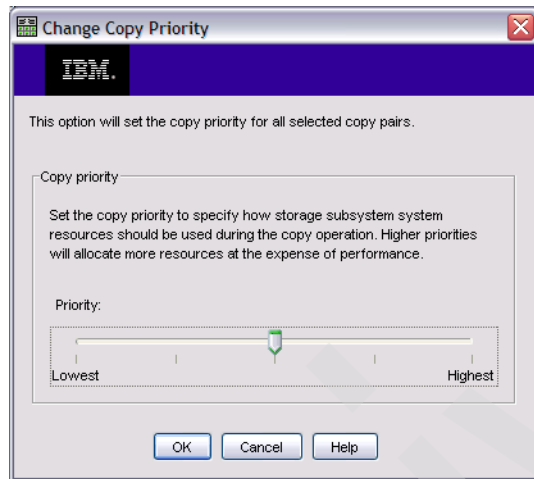 Change Copy Priority
IBM.
This option will set the copy priority for all selected copy pairs.
Copy priority
Set the copy priority to specify how storage subsystem system
resources should be used during the copy operation. Higher priorities
will allocate more resources at the expense of performance.
Priority:
Lowest Highest
OK Cancel Help